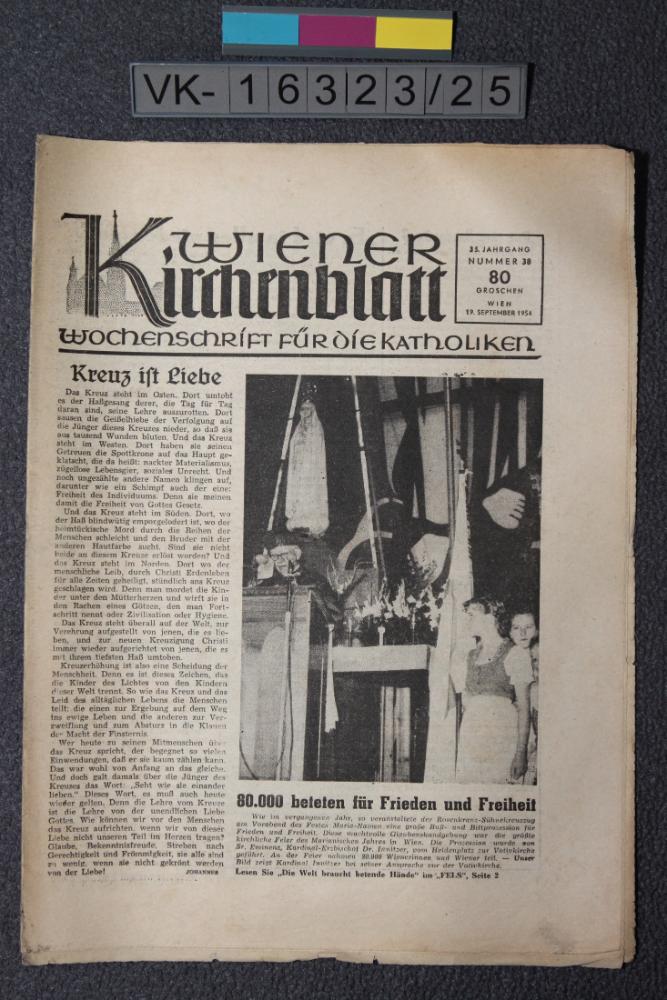 VK-16323/25
WIENER
Kirchenblatt
WOCHENSCHRIFT FÜR DIE KATHOLIKEN
35. JAHRGANG
NUMMER 38
80
GROSCHEN
WIEN
19. SEPTEMBER 1954
Kreuz ist Liebe
Das Kreuz steht im Osten. Dort umtobt
es der Haßgesang derer, die Tag für Tag
daran sind, seine Lehre auszurotten. Dort
sausen die Geißelhiebe der Verfolgung auf
die Jünger dieses Kreuzes nieder, so daß sie
aus tausend Wunden bluten. Und das Kreuz
steht im Westen. Dort haben sie seinen
Getreuen die Spottkrone auf das Haupt ge-
klatscht, die da heißt: nackter Materialismus,
zügellose Lebensgier, soziales Unrecht. Und
noch ungezählte andere Namen klingen auf,
darunter wie ein Schimpf auch der eine:
Freiheit des Individuums. Denn sie meinen
damit die Freiheit von Gottes Gesetz.
Und das Kreuz steht im Süden. Dort, wo
der Haß blindwütig emporgelodert ist, wo der
heimtückische Mord durch die Reihen der
Menschen schleicht und den Bruder mit der
anderen Hautfarbe sucht. Sind sie nicht
beide an diesem Kreuze erlöst worden? Und
das Kreuz steht im Norden. Dort wo der
menschliche Leib, durch Christi Erdenleben
für alle Zeiten geheiligt, stündlich ans Kreuz
geschlagen wird. Denn man mordet die Kin-
der unter den Mütterherzen und wirft sie in
den Rachen eines Götzen, den man Fort-
schritt nennt oder Zivilisation oder Hygiene.
Das Kreuz steht überall auf der Welt, zur
Verehrung aufgestellt von jenen, die es lie-
ben, und zur neuen Kreuzigung Christi
immer wieder aufgerichtet von jenen, die es
mit ihrem tiefsten Haß umtoben.
Kreuzerhöhung ist also eine Scheidung der
Menschheit. Denn es ist dieses Zeichen, das
die Kinder des Lichtes von den Kindern
dieser Welt trennt. So wie das Kreuz und das
Leid des alltäglichen Lebens die Menschen
teilt: die einen zur Ergebung auf dem Weg
ins ewige Leben und die anderen zur Ver-
zweiflung und zum Absturz in die Klauen
der Macht der Finsternis.
Wer heute zu seinen Mitmenschen über
das Kreuz spricht, der begegnet so vielen
Einwendungen, daß er sie kaum zählen kann.
Das war wohl von Anfang an das gleiche.
Und doch galt damals über die Jünger des
Kreuzes das Wort: „Seht wie sie einander
lieben.“ Dieses Wort, es muß auch heute
wieder gelten. Denn die Lehre vom Kreuze
ist die Lehre von der unendlichen Liebe
Gottes. Wie können wir vor den Menschen
das Kreuz aufrichten, wenn wir von dieser
Liebe nicht unseren Teil im Herzen tragen?
Glaube, Bekenntnisfreude, Streben nach
Gerechtigkeit und Frömmigkeit, sie alle sind
zu wenig, wenn sie nicht gekrönt werden
von der Liebe! JOHANNES
80.000 beteten für Frieden und Freiheit
Wie im vergangenen Jahr, so veranstaltete der Rosenkranz-Sühnekreuzzug
am Vorabend des Festes Mariä-Namen eine große Buß- und Bittprozession für
Frieden und Freiheit. Diese machtvolle Glaubenskundgebung war die größte
kirchliche Feier des Marianischen Jahres in Wien. Die Prozession wurde von
Sr. Eminenz, Kardinal-Erzbischof Dr. Innitzer, vom Heldenplatz zur Votivkirche
geführt. An der Feier nahmen 80.000 Wienerinnen und Wiener teil. — Unser
Bild zeigt Kardinal Innitzer bei seiner Ansprache vor der Votivkirche.
Lesen Sie „Die Welt braucht betende Hände“ im „FELS“, Seite 2